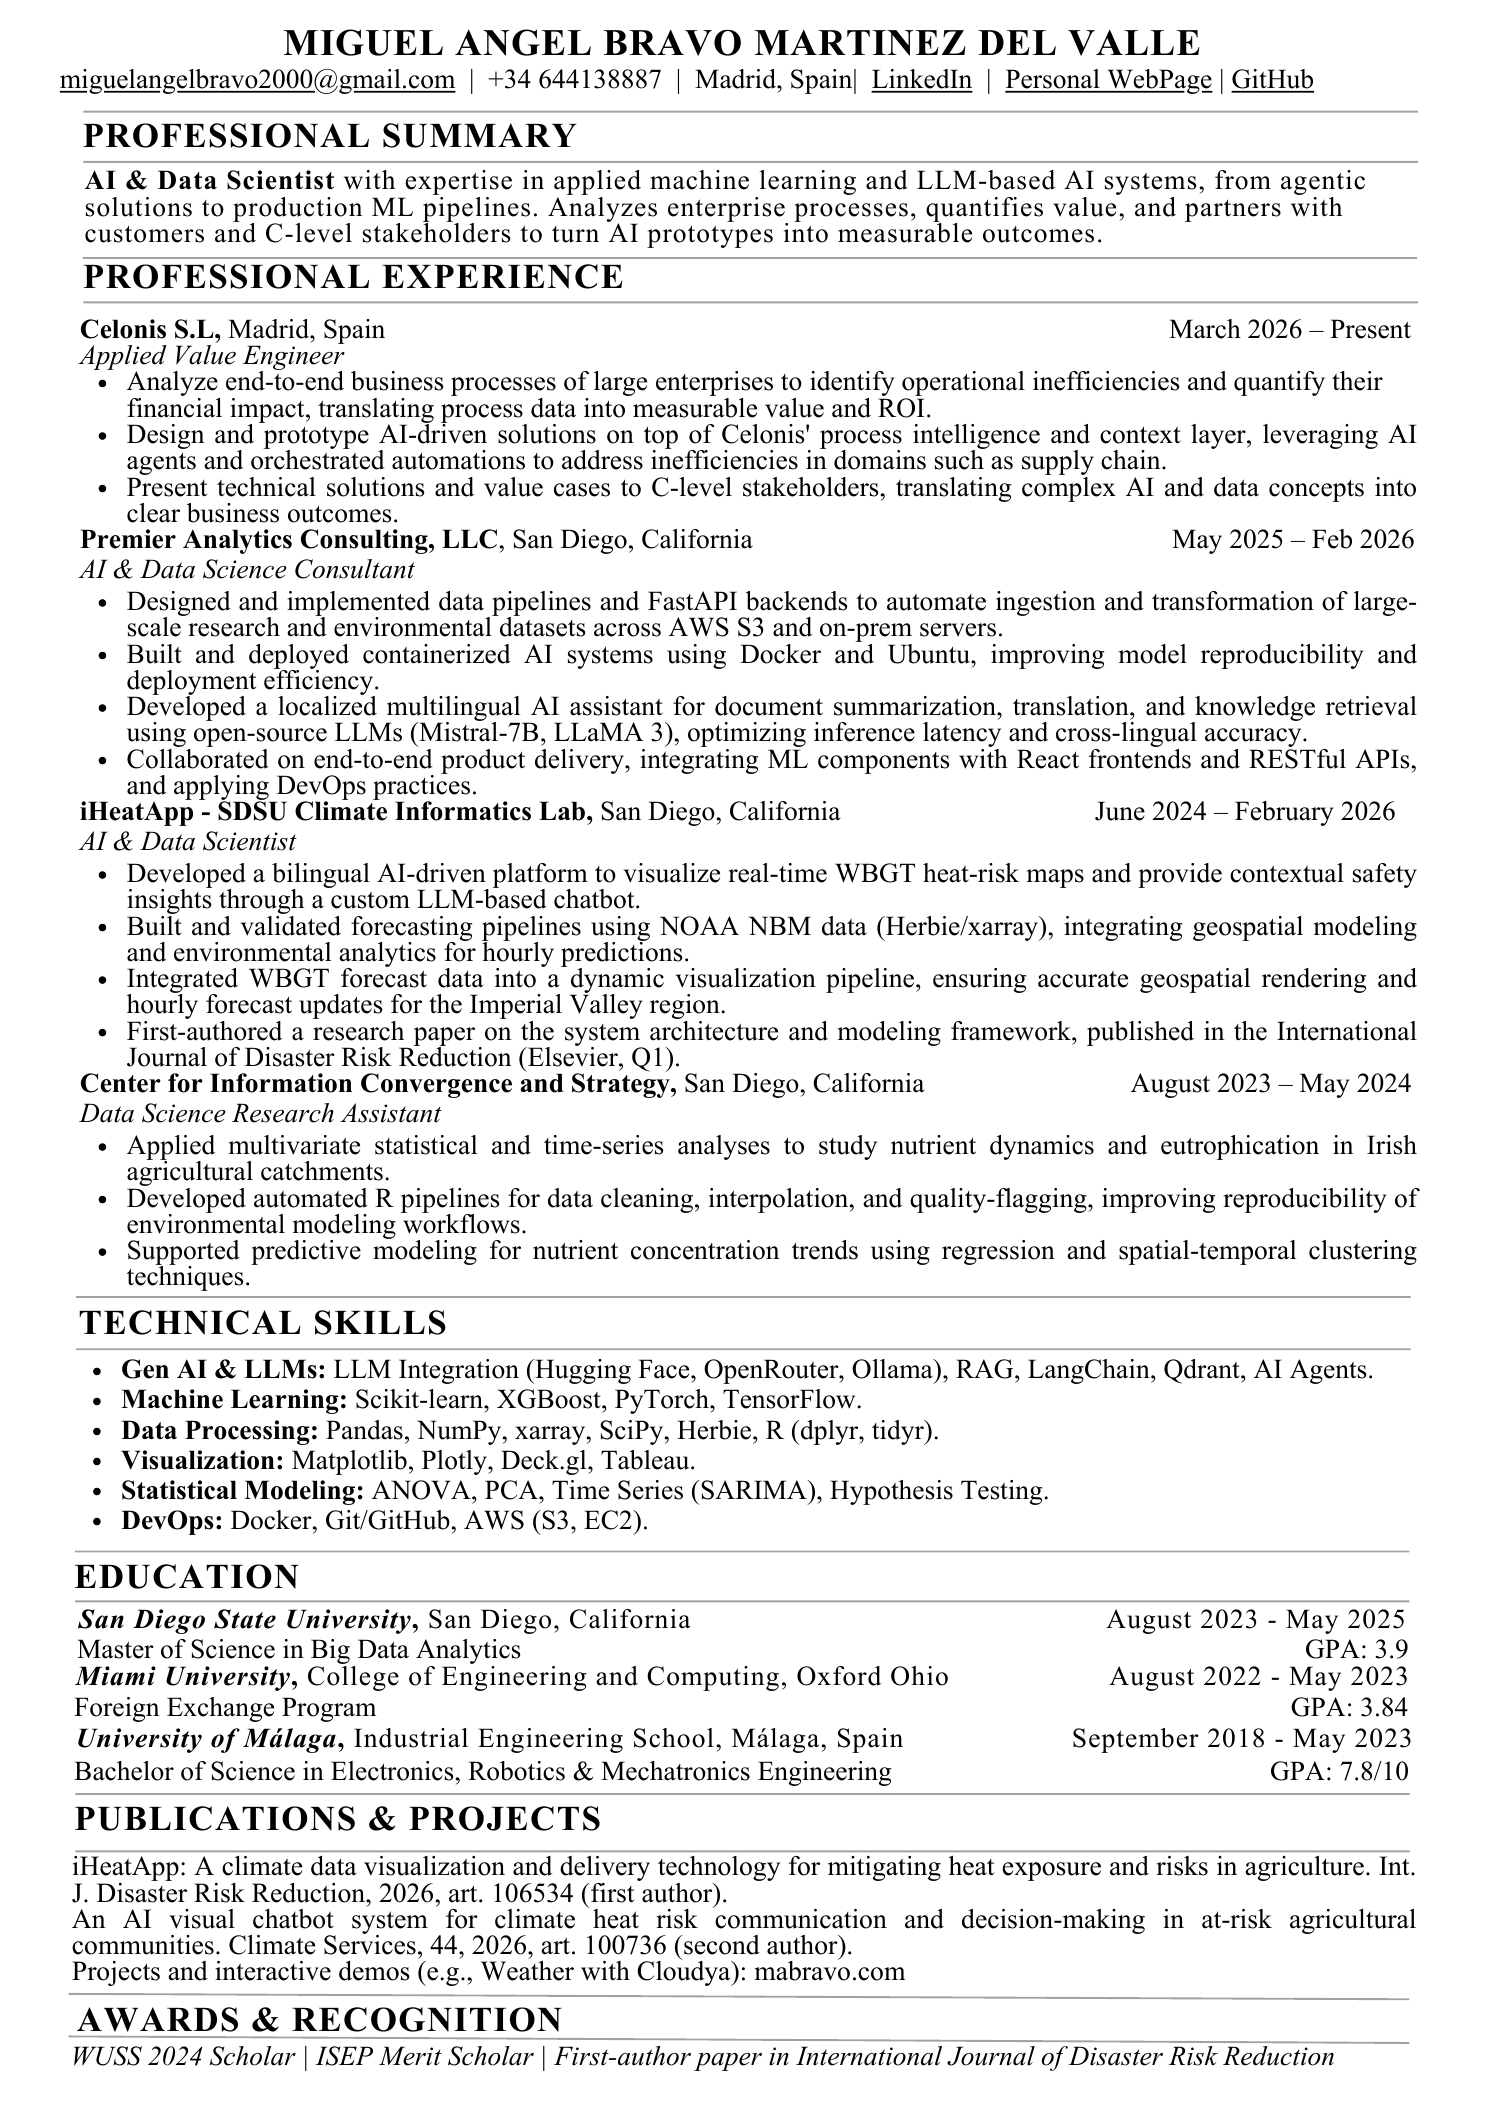 MIGUEL ANGEL BRAVO MARTINEZ DEL VALLE
miguelangelbravo2000@gmail.com | +34 644138887 | Madrid, Spain| LinkedIn | Personal WebPage | GitHub
PROFESSIONAL SUMMARY
AI & Data Scientist with expertise in applied machine learning and LLM-based AI systems, from agentic
solutions to production ML pipelines. Analyzes enterprise processes, quantifies value, and partners with
customers and C-level stakeholders to turn AI prototypes into measurable outcomes.
PROFESSIONAL EXPERIENCE
Celonis S.L, Madrid, Spain March 2026 – Present
Applied Value Engineer
• Analyze end-to-end business processes of large enterprises to identify operational inefficiencies and quantify their
financial impact, translating process data into measurable value and ROI.
• Design and prototype AI-driven solutions on top of Celonis' process intelligence and context layer, leveraging AI
agents and orchestrated automations to address inefficiencies in domains such as supply chain.
• Present technical solutions and value cases to C-level stakeholders, translating complex AI and data concepts into
clear business outcomes.
Premier Analytics Consulting, LLC, San Diego, California May 2025 – Feb 2026
AI & Data Science Consultant
• Designed and implemented data pipelines and FastAPI backends to automate ingestion and transformation of large-
scale research and environmental datasets across AWS S3 and on-prem servers.
• Built and deployed containerized AI systems using Docker and Ubuntu, improving model reproducibility and
deployment efficiency.
• Developed a localized multilingual AI assistant for document summarization, translation, and knowledge retrieval
using open-source LLMs (Mistral-7B, LLaMA 3), optimizing inference latency and cross-lingual accuracy.
• Collaborated on end-to-end product delivery, integrating ML components with React frontends and RESTful APIs,
and applying DevOps practices.
iHeatApp - SDSU Climate Informatics Lab, San Diego, California June 2024 – February 2026
AI & Data Scientist
• Developed a bilingual AI-driven platform to visualize real-time WBGT heat-risk maps and provide contextual safety
insights through a custom LLM-based chatbot.
• Built and validated forecasting pipelines using NOAA NBM data (Herbie/xarray), integrating geospatial modeling
and environmental analytics for hourly predictions.
• Integrated WBGT forecast data into a dynamic visualization pipeline, ensuring accurate geospatial rendering and
hourly forecast updates for the Imperial Valley region.
• First-authored a research paper on the system architecture and modeling framework, published in the International
Journal of Disaster Risk Reduction (Elsevier, Q1).
Center for Information Convergence and Strategy, San Diego, California August 2023 – May 2024
Data Science Research Assistant
• Applied multivariate statistical and time-series analyses to study nutrient dynamics and eutrophication in Irish
agricultural catchments.
• Developed automated R pipelines for data cleaning, interpolation, and quality-flagging, improving reproducibility of
environmental modeling workflows.
• Supported predictive modeling for nutrient concentration trends using regression and spatial-temporal clustering
techniques.
TECHNICAL SKILLS
• Gen AI & LLMs: LLM Integration (Hugging Face, OpenRouter, Ollama), RAG, LangChain, Qdrant, AI Agents.
• Machine Learning: Scikit-learn, XGBoost, PyTorch, TensorFlow.
• Data Processing: Pandas, NumPy, xarray, SciPy, Herbie, R (dplyr, tidyr).
• Visualization: Matplotlib, Plotly, Deck.gl, Tableau.
• Statistical Modeling: ANOVA, PCA, Time Series (SARIMA), Hypothesis Testing.
• DevOps: Docker, Git/GitHub, AWS (S3, EC2).
EDUCATION
San Diego State University, San Diego, California August 2023 - May 2025
Master of Science in Big Data Analytics GPA: 3.9
Miami University, College of Engineering and Computing, Oxford Ohio August 2022 - May 2023
Foreign Exchange Program GPA: 3.84
University of Málaga, Industrial Engineering School, Málaga, Spain September 2018 - May 2023
Bachelor of Science in Electronics, Robotics & Mechatronics Engineering GPA: 7.8/10
PUBLICATIONS & PROJECTS
iHeatApp: A climate data visualization and delivery technology for mitigating heat exposure and risks in agriculture. Int.
J. Disaster Risk Reduction, 2026, art. 106534 (first author).
An AI visual chatbot system for climate heat risk communication and decision-making in at-risk agricultural
communities. Climate Services, 44, 2026, art. 100736 (second author).
Projects and interactive demos (e.g., Weather with Cloudya): mabravo.com
AWARDS & RECOGNITION
WUSS 2024 Scholar | ISEP Merit Scholar | First-author paper in International Journal of Disaster Risk Reduction